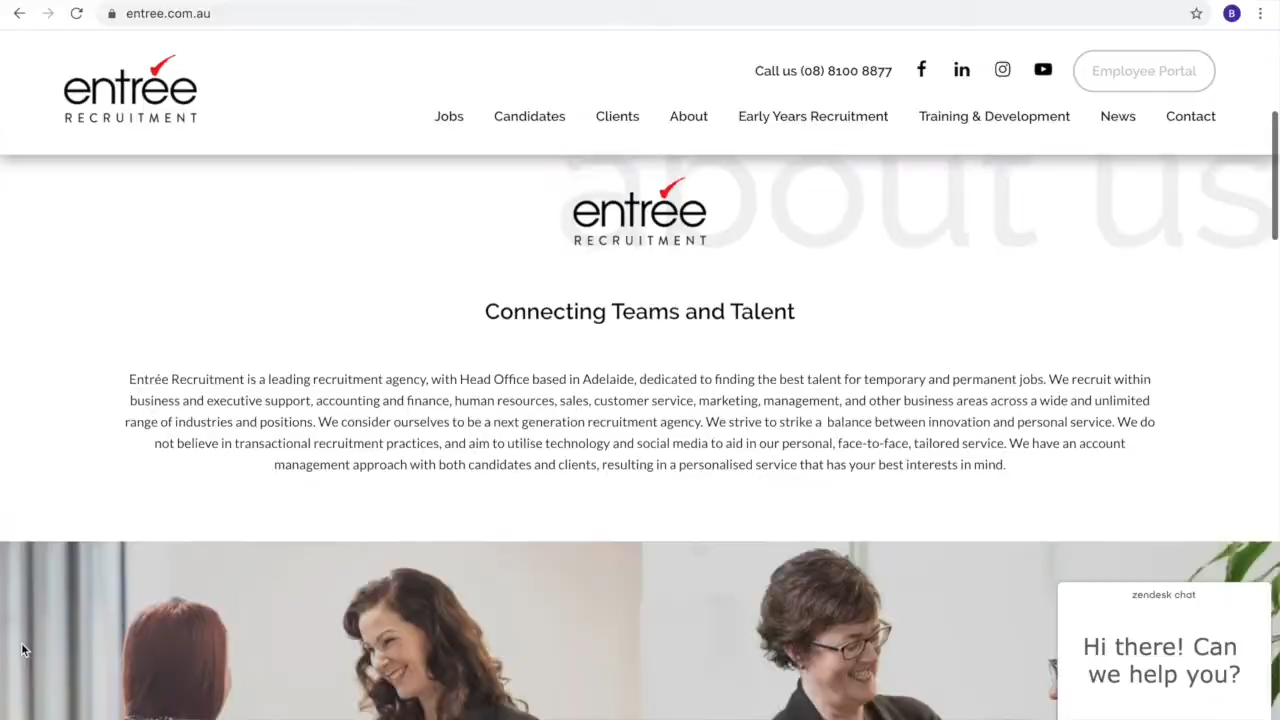 entree.com.au
B
entrée
RECRUITMENT
Call us (08) 8100 8877
Employee Portal
Jobs
Candidates
Clients
About
Early Years Recruitment
Training & Development
News
Contact
about us
entrée
RECRUITMENT
Connecting Teams and Talent
Entrée Recruitment is a leading recruitment agency, with Head Office based in Adelaide, dedicated to finding the best talent for temporary and permanent jobs. We recruit within
business and executive support, accounting and finance, human resources, sales, customer service, marketing, management, and other business areas across a wide and unlimited
range of industries and positions. We consider ourselves to be a next generation recruitment agency. We strive to strike a balance between innovation and personal service. We do
not believe in transactional recruitment practices, and aim to utilise technology and social media to aid in our personal, face-to-face, tailored service. We have an account
management approach with both candidates and clients, resulting in a personalised service that has your best interests in mind.
zendesk chat
Hi there! Can
we help you?